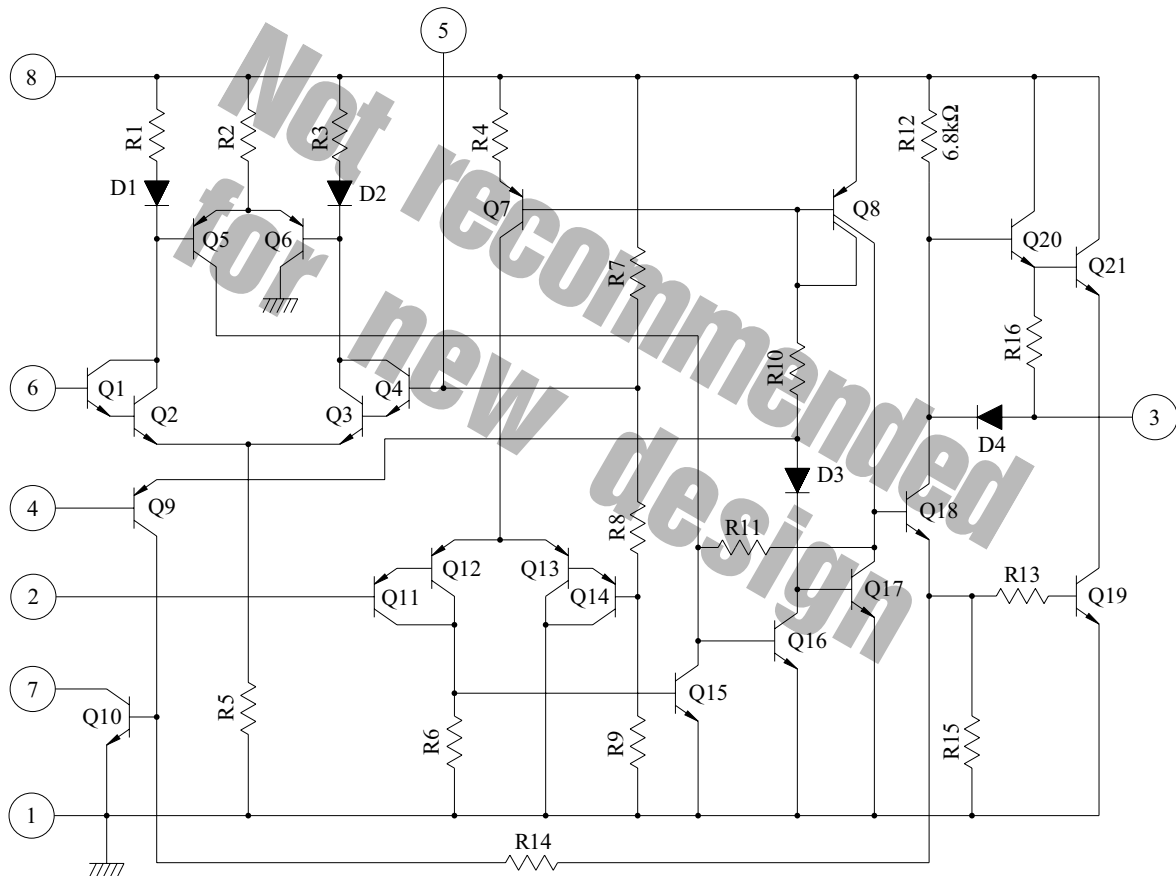 5
8
R1
R2
R3
R4
R12
6.8kΩ
D1
D2
Q5
Q6
Q7
Q8
Q20
Q21
R7
R10
R16
6
Q1
Q2
Q3
Q4
3
D4
D3
4
Q9
Q18
R8
R11
Q12
Q13
Q17
R13
2
Q11
Q14
Q19
Q16
7
Q10
R5
R6
R9
Q15
R15
1
R14
Not recommended
for new design